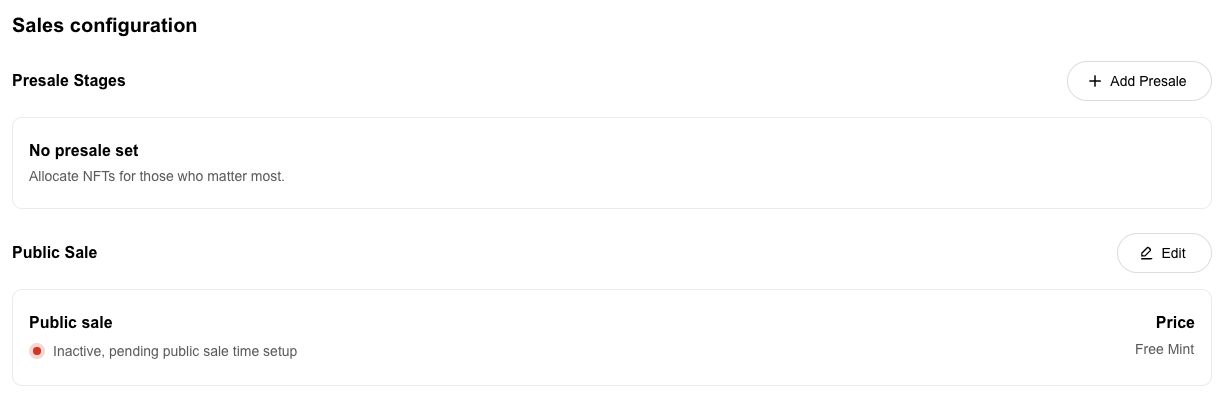 Sales configuration
Presale Stages
Add Presale
No presale set
Allocate NFTs for those who matter most.
Public Sale
Edit
Public sale
Price
Inactive, pending public sale time setup
Free Mint